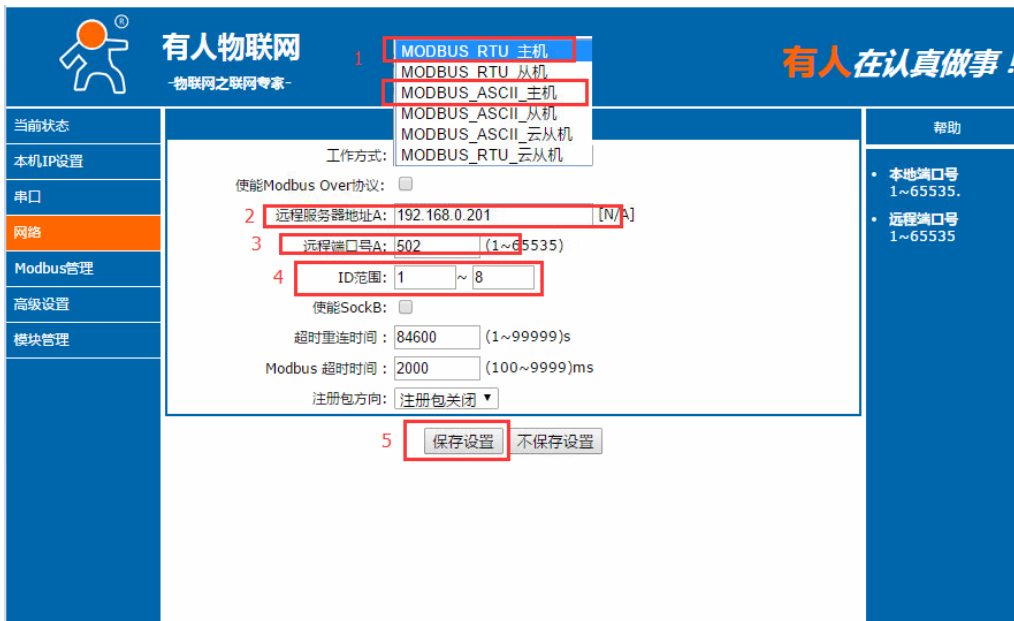 ®
有人物联网
-物联网之联网专家-
有人在认真做事!
1
MODBUS_RTU_主机
MODBUS_RTU_从机
MODBUS_ASCII_主机
MODBUS_ASCII_从机
MODBUS_ASCII_云从机
MODBUS_RTU_云从机
当前状态
本机IP设置
串口
网络
Modbus管理
高级设置
模块管理
工作方式:
使能Modbus Over协议:
2 远程服务器地址A: 192.168.0.201 [N/A]
3 远程端口号A: 502 (1~65535)
4 ID范围: 1 ~ 8
使能SockB:
超时重连时间 : 84600 (1~99999)s
Modbus 超时时间 : 2000 (100~9999)ms
注册包方向: 注册包关闭 ▼
5 保存设置 不保存设置
帮助
• 本地端口号
1~65535.
• 远程端口号
1~65535